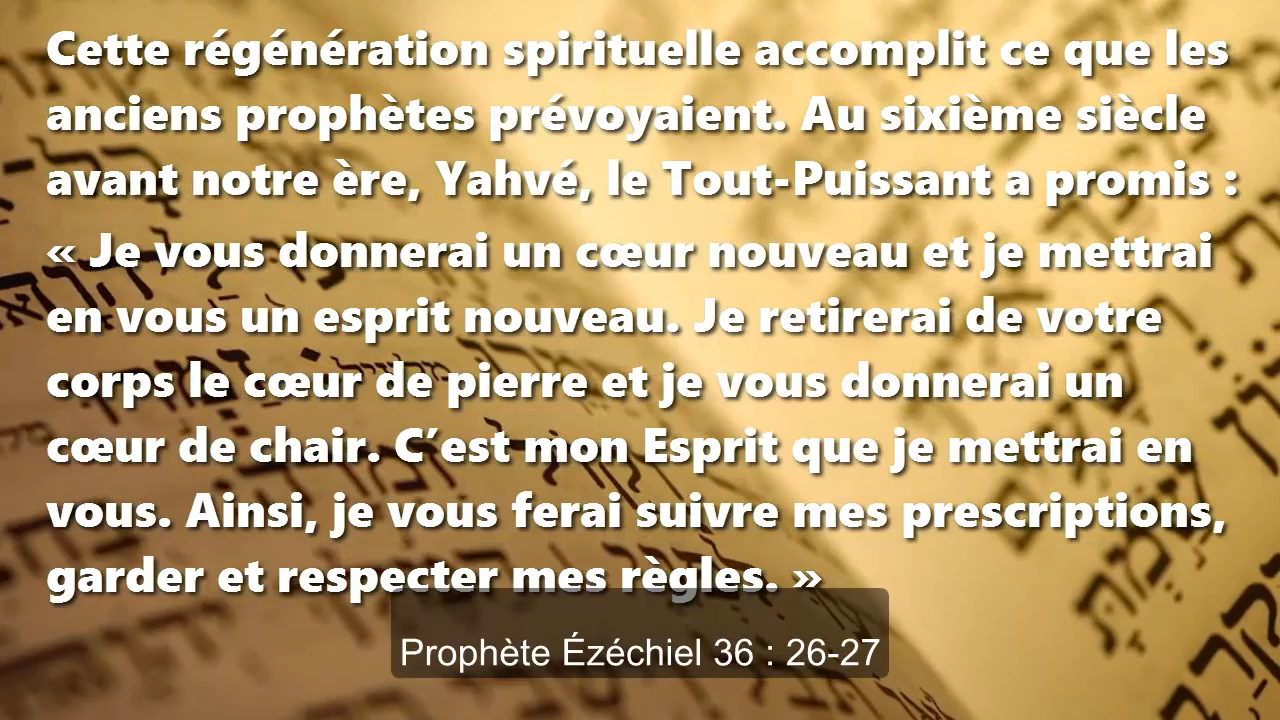 Cette régénération spirituelle accomplit ce que les
anciens prophètes prévoyaient. Au sixième siècle
avant notre ère, Yahvé, le Tout-Puissant a promis :
« Je vous donnerai un cœur nouveau et je mettrai
en vous un esprit nouveau. Je retirerai de votre
corps le cœur de pierre et je vous donnerai un
cœur de chair. C’est mon Esprit que je mettrai en
vous. Ainsi, je vous ferai suivre mes prescriptions,
garder et respecter mes règles. »
Prophète Ézéchiel 36 : 26-27